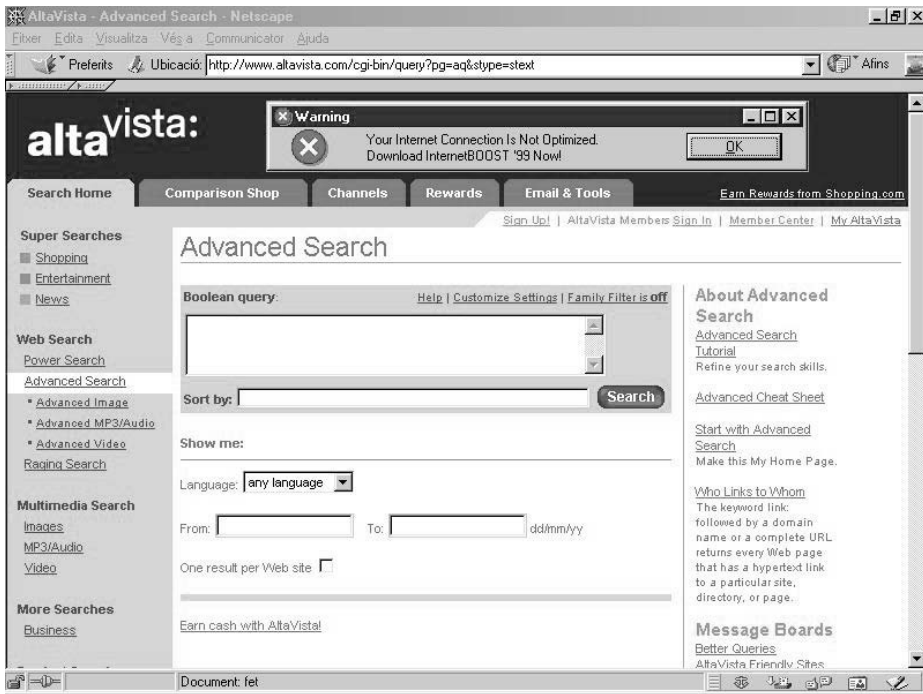 AltaVista - Advanced Search - Netscape
Fitxer Edita Visualitza Vés a Communicator Ajuda
Preferits Ubicació: http://www.altavista.com/cgi-bin/query?pg=aq&stype=stext Afins
altavista:
Warning
Your Internet Connection Is Not Optimized.
Download InternetBOOST '99 Now!
OK
Search Home Comparison Shop Channels Rewards Email & Tools Earn Rewards from Shopping.com
Sign Up! | AltaVista Members Sign In | Member Center | My AltaVista
Super Searches
Shopping
Entertainment
News
Web Search
Power Search
Advanced Search
Advanced Image
Advanced MP3/Audio
Advanced Video
Raging Search
Multimedia Search
Images
MP3/Audio
Video
More Searches
Business
Advanced Search
Boolean query: Help | Customize Settings | Family Filter is off
Sort by: Search
Show me:
Language: any language
From: To: dd/mm/yy
One result per Web site
Earn cash with AltaVista!
About Advanced
Search
Advanced Search
Tutorial
Refine your search skills.
Advanced Cheat Sheet
Start with Advanced
Search
Make this My Home Page.
Who Links to Whom
The keyword link:
followed by a domain
name or a complete URL
returns every Web page
that has a hypertext link
to a particular site,
directory, or page.
Message Boards
Better Queries
AltaVista Friendly Sites
Document: fet